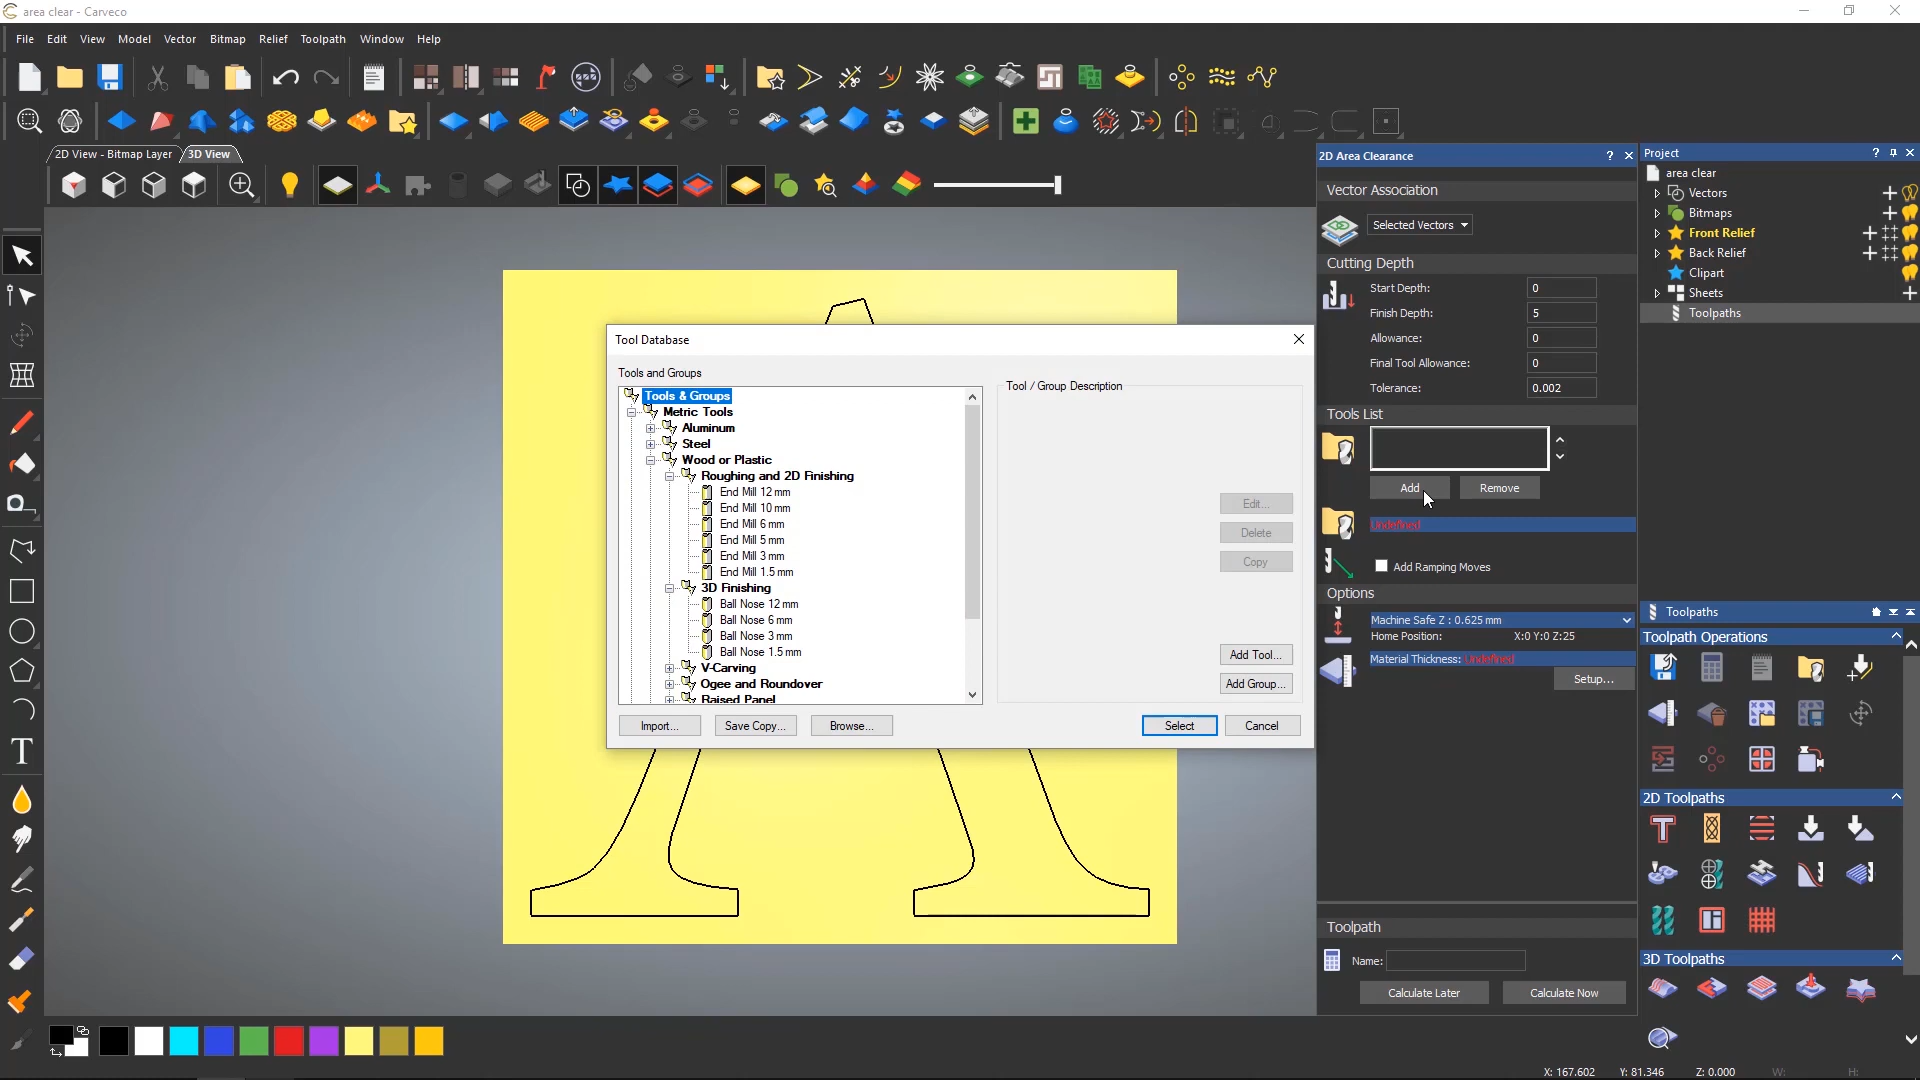 area clear - Carveco
File Edit View Model Vector Bitmap Relief Toolpath Window Help
2D View - Bitmap Layer 3D View
2D Area Clearance ?
Vector Association
Selected Vectors
Cutting Depth
Start Depth: 0
Finish Depth: 5
Allowance: 0
Final Tool Allowance: 0
Tolerance: 0.002
Tools List
Add Remove
Undefined
Add Ramping Moves
Options
Machine Safe Z : 0.625 mm
Home Position: X:0 Y:0 Z:25
Material Thickness: Undefined
Setup...
Toolpath
Name:
Calculate Later Calculate Now
Project ?
area clear
Vectors
Bitmaps
Front Relief
Back Relief
Clipart
Sheets
Toolpaths
Toolpaths
Toolpath Operations
2D Toolpaths
3D Toolpaths
Tool Database
Tools and Groups
Tools & Groups
Metric Tools
Aluminum
Steel
Wood or Plastic
Roughing and 2D Finishing
End Mill 12 mm
End Mill 10 mm
End Mill 6 mm
End Mill 5 mm
End Mill 3 mm
End Mill 1.5 mm
3D Finishing
Ball Nose 12 mm
Ball Nose 6 mm
Ball Nose 3 mm
Ball Nose 1.5 mm
V-Carving
Ogee and Roundover
Raised Panel
Tool / Group Description
Edit...
Delete
Copy
Add Tool...
Add Group...
Import... Save Copy... Browse... Select Cancel
X: 167.602 Y: 81.346 Z: 0.000 W: H: